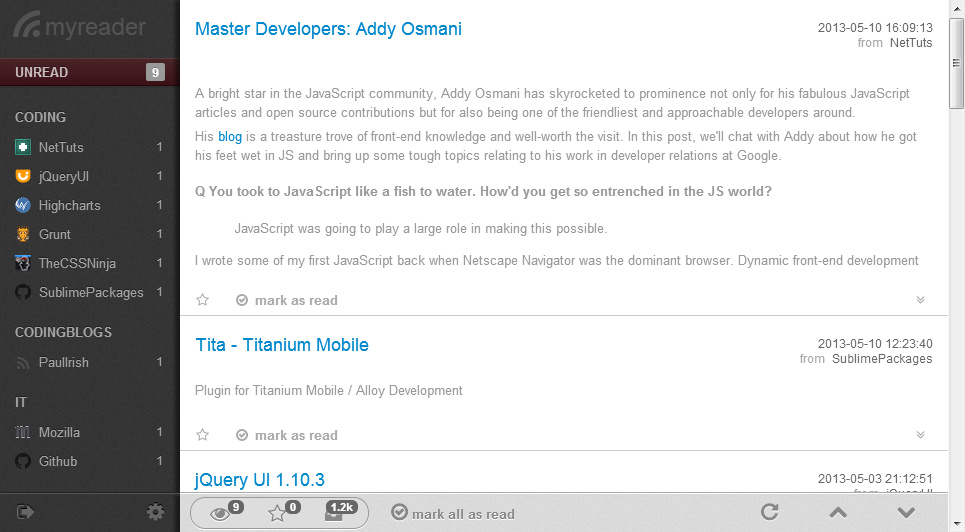 myreader
UNREAD 9
CODING
NetTuts 1
jQueryUI 1
Highcharts 1
Grunt 1
TheCSSNinja 1
SublimePackages 1
CODINGBLOGS
PaulIrish 1
IT
Mozilla 1
Github 1
Master Developers: Addy Osmani
2013-05-10 16:09:13
from NetTuts
A bright star in the JavaScript community, Addy Osmani has skyrocketed to prominence not only for his fabulous JavaScript
articles and open source contributions but for also being one of the friendliest and approachable developers around.
His blog is a treasture trove of front-end knowledge and well-worth the visit. In this post, we'll chat with Addy about how he got
his feet wet in JS and bring up some tough topics relating to his work in developer relations at Google.
Q You took to JavaScript like a fish to water. How'd you get so entrenched in the JS world?
JavaScript was going to play a large role in making this possible.
I wrote some of my first JavaScript back when Netscape Navigator was the dominant browser. Dynamic front-end development
mark as read
Tita - Titanium Mobile
2013-05-10 12:23:40
from SublimePackages
Plugin for Titanium Mobile / Alloy Development
mark as read
jQuery UI 1.10.3
2013-05-03 21:12:51
from jQueryUI
9 0 1.2k mark all as read